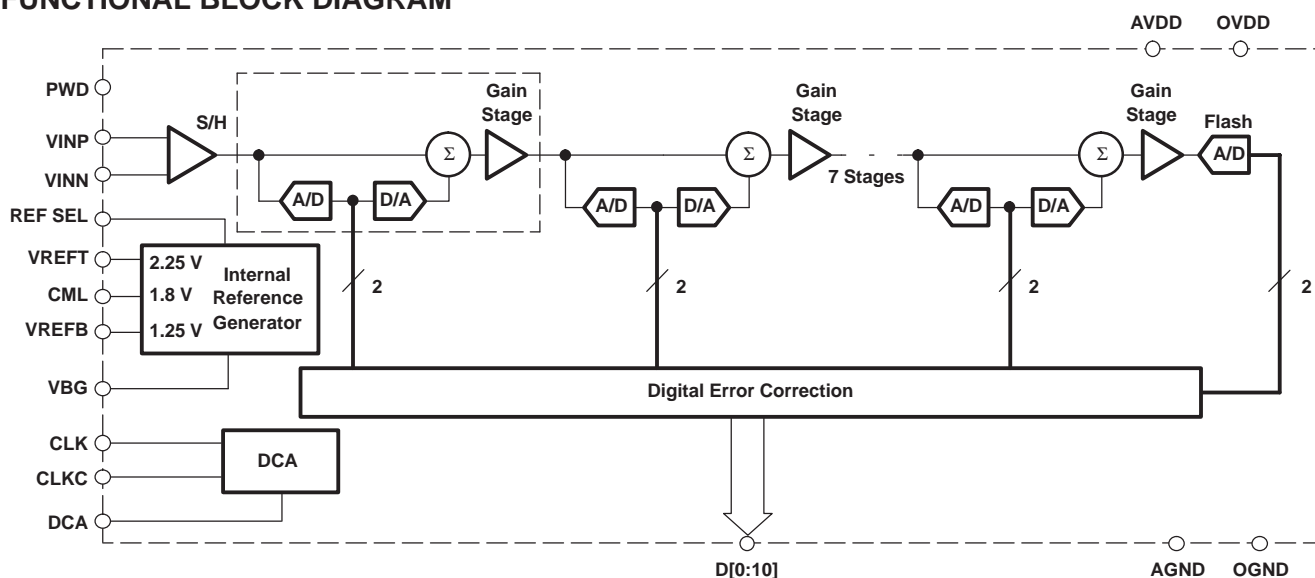 FUNCTIONAL BLOCK DIAGRAM
AVDD OVDD
PWD
VINP
VINN
REF SEL
VREFT
CML
VREFB
VBG
CLK
CLKC
DCA
S/H
Gain
Stage
Gain
Stage
Gain
Stage
Flash
A/D
Σ
Σ
Σ
7 Stages
A/D D/A
A/D D/A
A/D D/A
2.25 V
1.8 V
1.25 V
Internal
Reference
Generator
2
2
2
2
Digital Error Correction
DCA
D[0:10]
AGND OGND